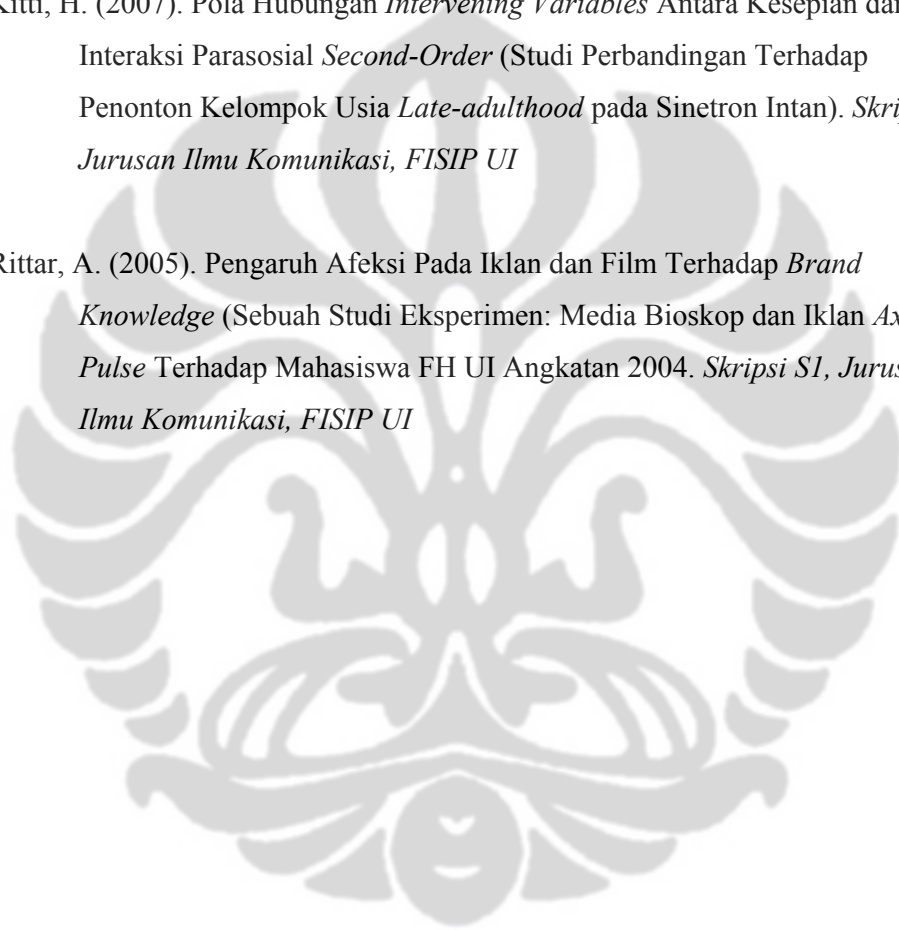 Kitti, H. (2007). Pola Hubungan Intervening Variables Antara Kesepian dan
Interaksi Parasosial Second-Order (Studi Perbandingan Terhadap
Penonton Kelompok Usia Late-adulthood pada Sinetron Intan).
Jurusan Ilmu Komunikasi, FISIP UI
Rittar, A. (2005). Pengaruh Afeksi Pada Iklan dan Film Terhadap Brand
Knowledge (Sebuah Studi Eksperimen: Media Bioskop dan Iklan
Pulse Terhadap Mahasiswa FH UI Angkatan 2004. Skripsi S1,
Ilmu Komunikasi, FISIP UI